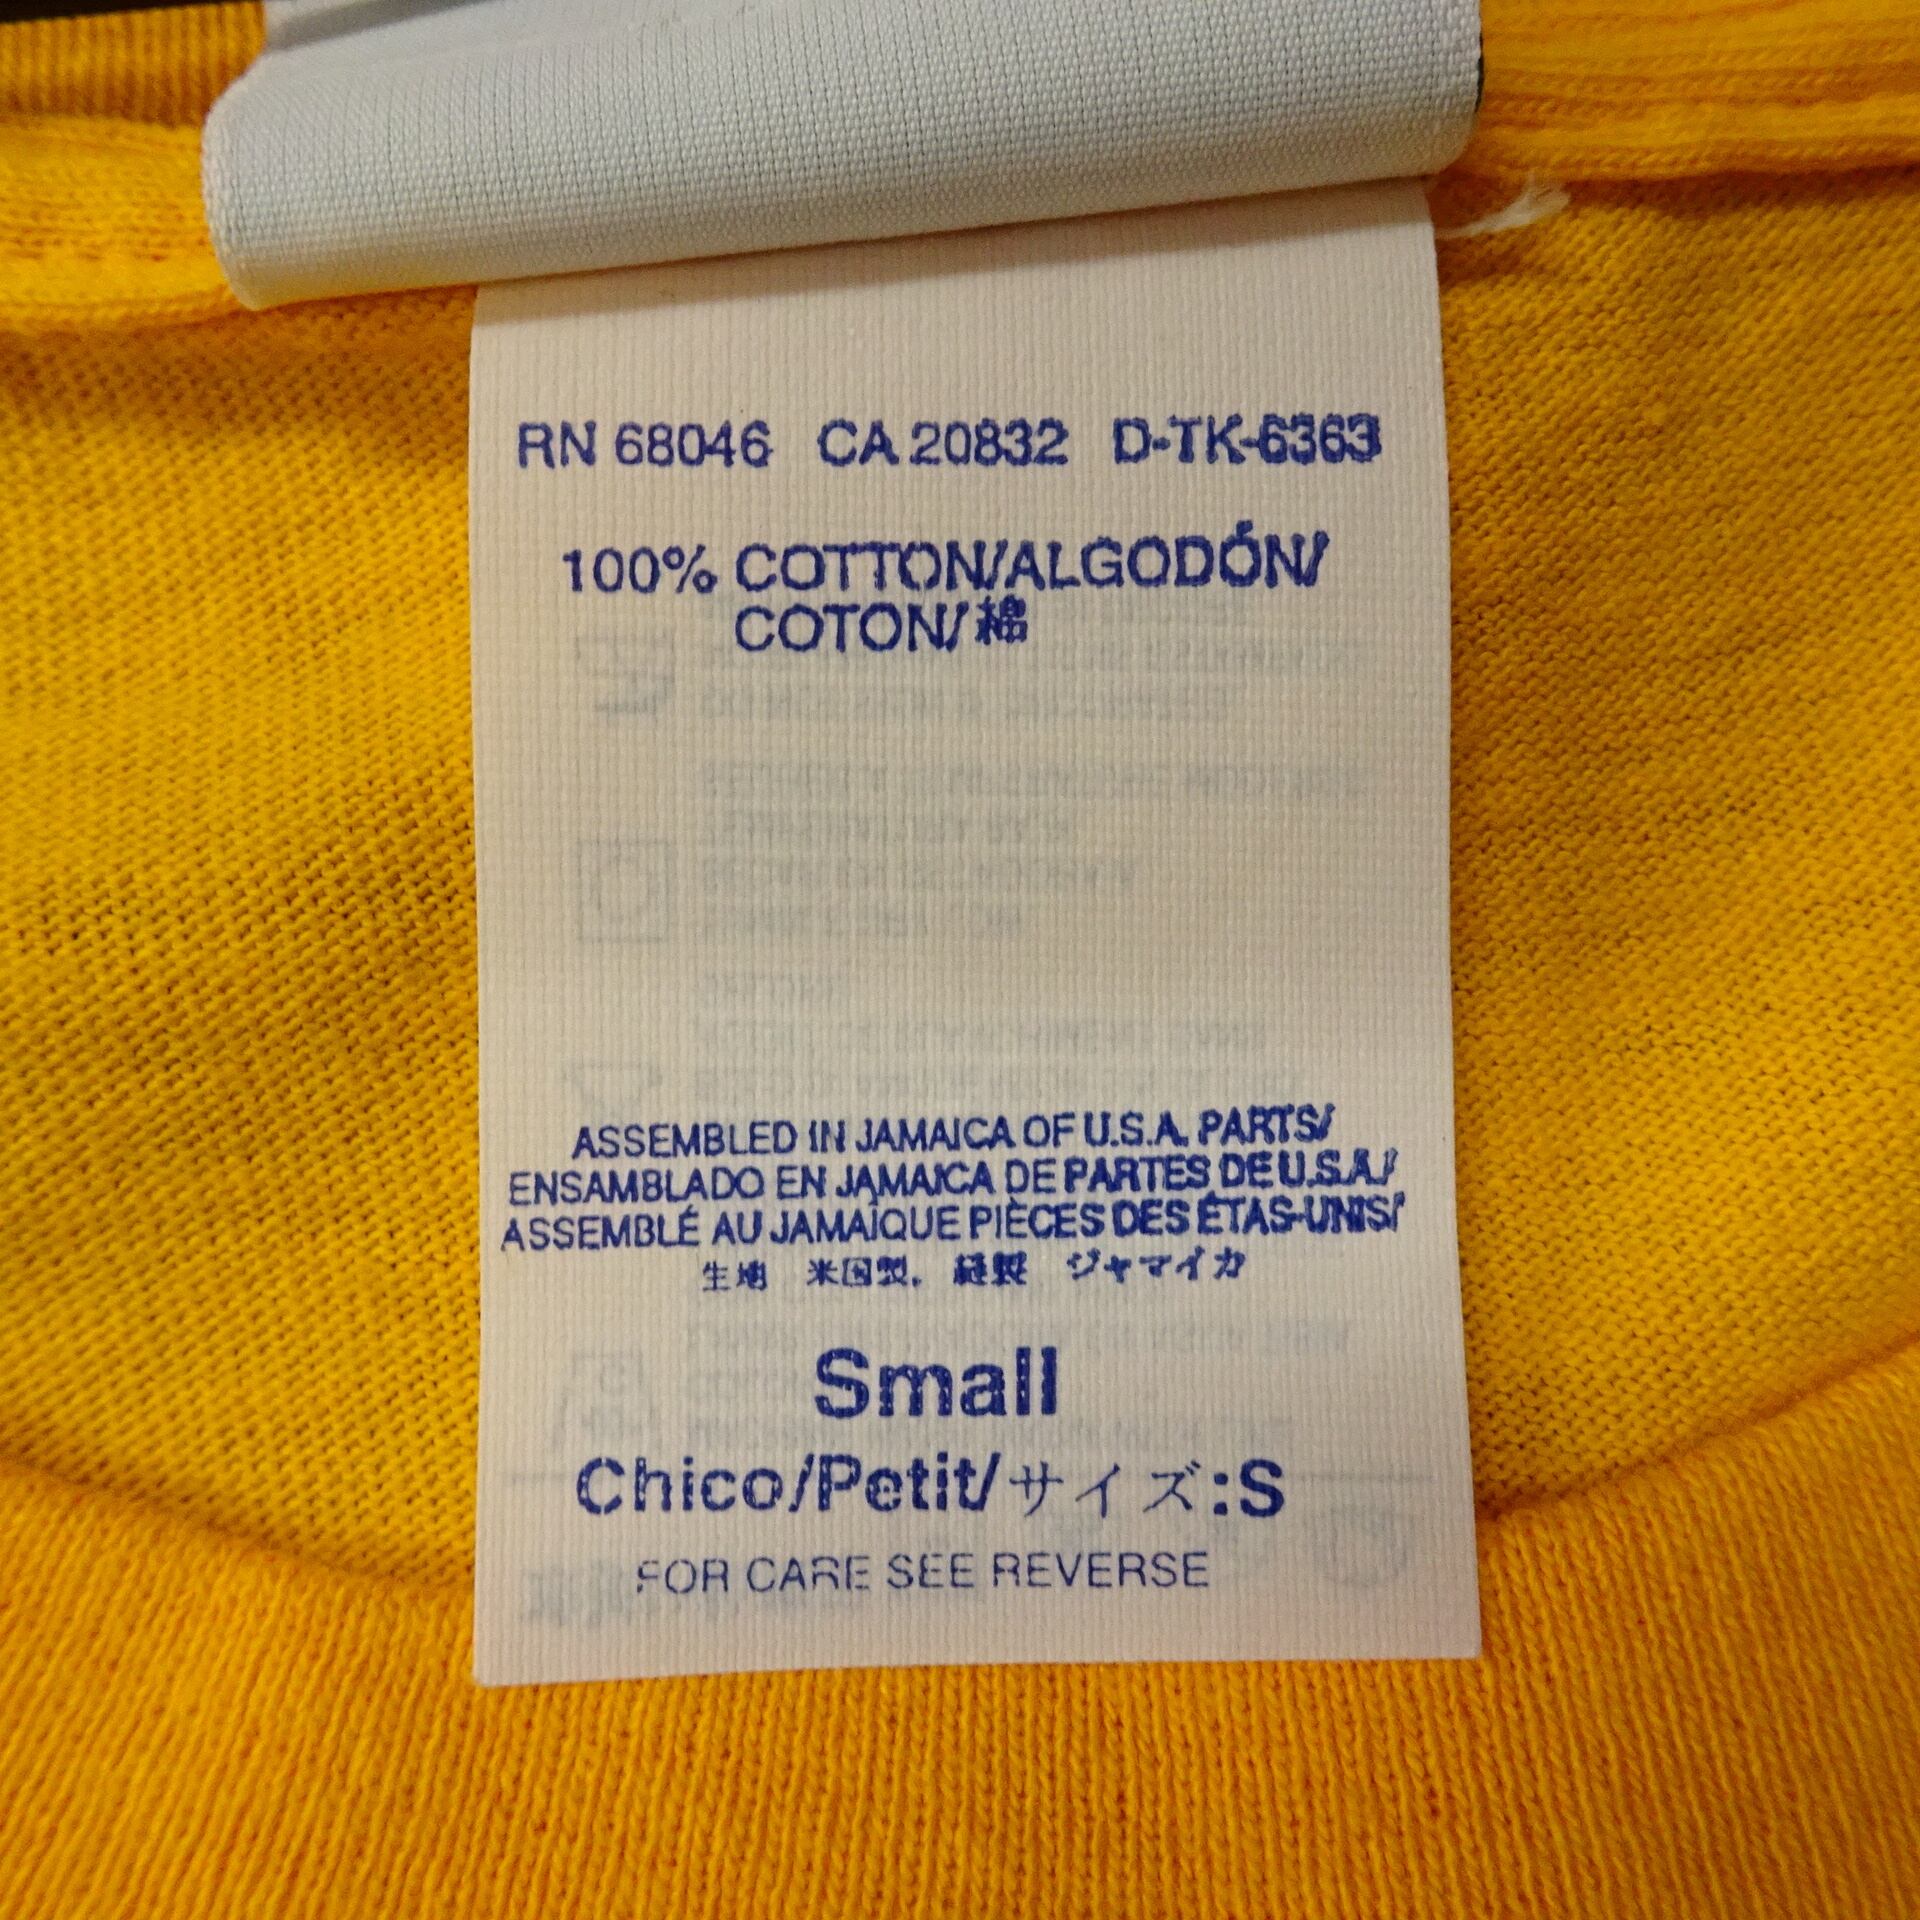 RN 68046 CA 20832 D-TK-6363
100% COTTON/ALGODÓN/
COTON/綿
ASSEMBLED IN JAMAICA OF U.S.A. PARTS/
ENSAMBLADO EN JAMAICA DE PARTES DE U.S.A./
ASSEMBLÉ AU JAMAÏQUE PIÈCES DES ÉTAS-UNIS/
生地 米国製. 縫製 ジャマイカ
Small
Chico/Petit/サイズ:S
FOR CARE SEE REVERSE